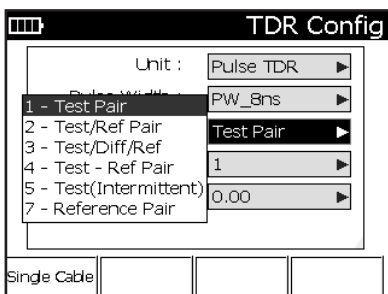 TDR Config
Unit : Pulse TDR
PW_8ns
1 - Test Pair
2 - Test/Ref Pair
Test Pair
3 - Test/Diff/Ref
4 - Test - Ref Pair
1
5 - Test(Intermittent)
0.00
7 - Reference Pair
Single Cable